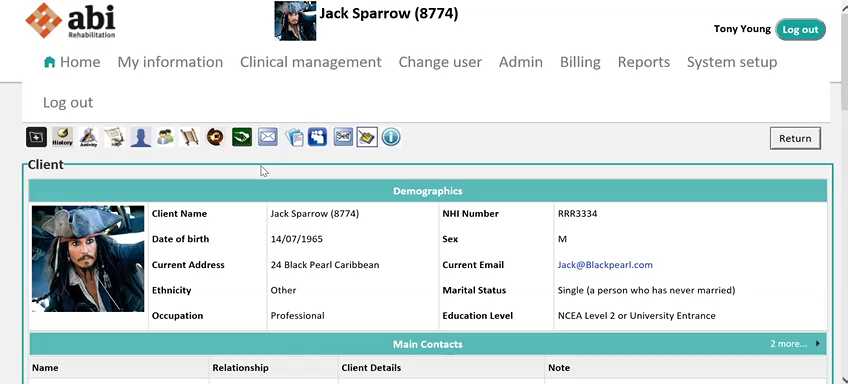 abi
Rehabilitation
Jack Sparrow (8774)
Tony Young
Log out
Home My information Clinical management Change user Admin Billing Reports System setup
Log out
History
Activity
Self
Return
Client
Demographics
Client Name Jack Sparrow (8774) NHI Number RRR3334
Date of birth 14/07/1965 Sex M
Current Address 24 Black Pearl Caribbean Current Email Jack@Blackpearl.com
Ethnicity Other Marital Status Single (a person who has never married)
Occupation Professional Education Level NCEA Level 2 or University Entrance
Main Contacts 2 more...
Name Relationship Client Details Note